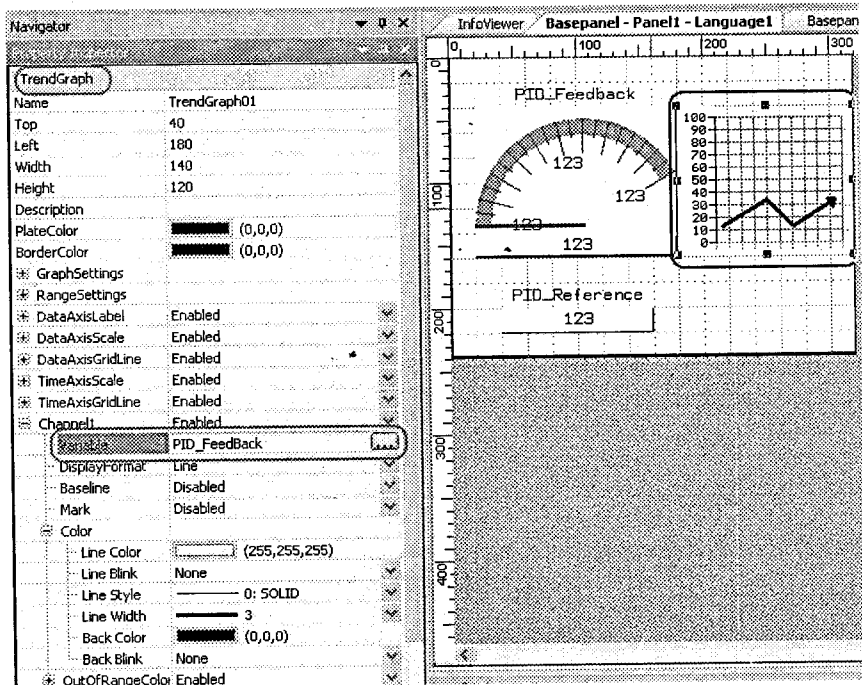 Navigator
InfoViewer
Basepanel - Panel1 - Language1
Basepan
TrendGraph
Name TrendGraph01
Top 40
Left 180
Width 140
Height 120
Description
PlateColor (0,0,0)
BorderColor (0,0,0)
GraphSettings
RangeSettings
DataAxisLabel Enabled
DataAxisScale Enabled
DataAxisGridLine Enabled
TimeAxisScale Enabled
TimeAxisGridLine Enabled
Channel1 Enabled
Variable PID_FeedBack ...
DisplayFormat Line
Baseline Disabled
Mark Disabled
Color
Line Color (255,255,255)
Line Blink None
Line Style 0: SOLID
Line Width 3
Back Color (0,0,0)
Back Blink None
OutOfRangeColor Enabled
0 100 200 300
0
100
200
300
400
PID_Feedback
123
123
123
123
PID_Reference
123
100
90
80
70
60
50
40
30
20
10
0